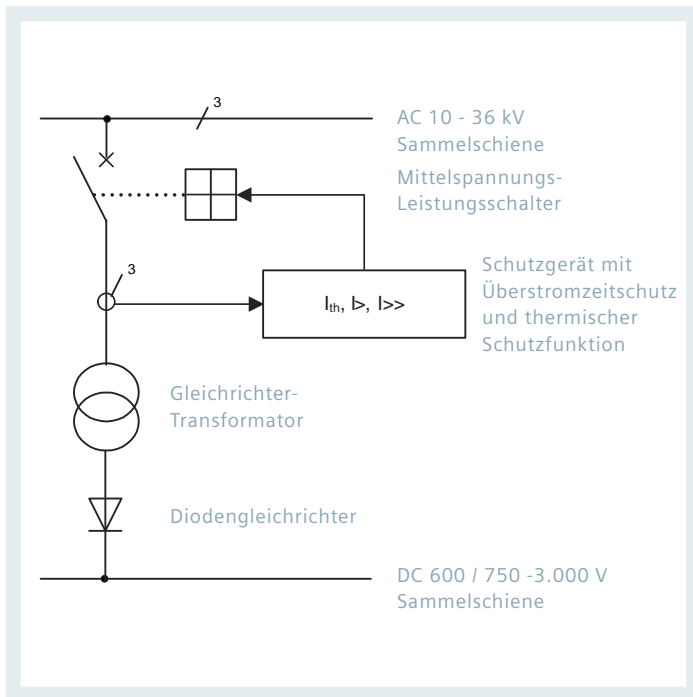 3
AC 10 - 36 kV
Sammelschiene
Mittelspannungs-
Leistungsschalter
3
Schutzgerät mit
Überstromzeitschutz
und thermischer
Schutzfunktion
Ith, I>, I>>
Gleichrichter-
Transformator
Diodengleichrichter
DC 600 / 750 -3.000 V
Sammelschiene